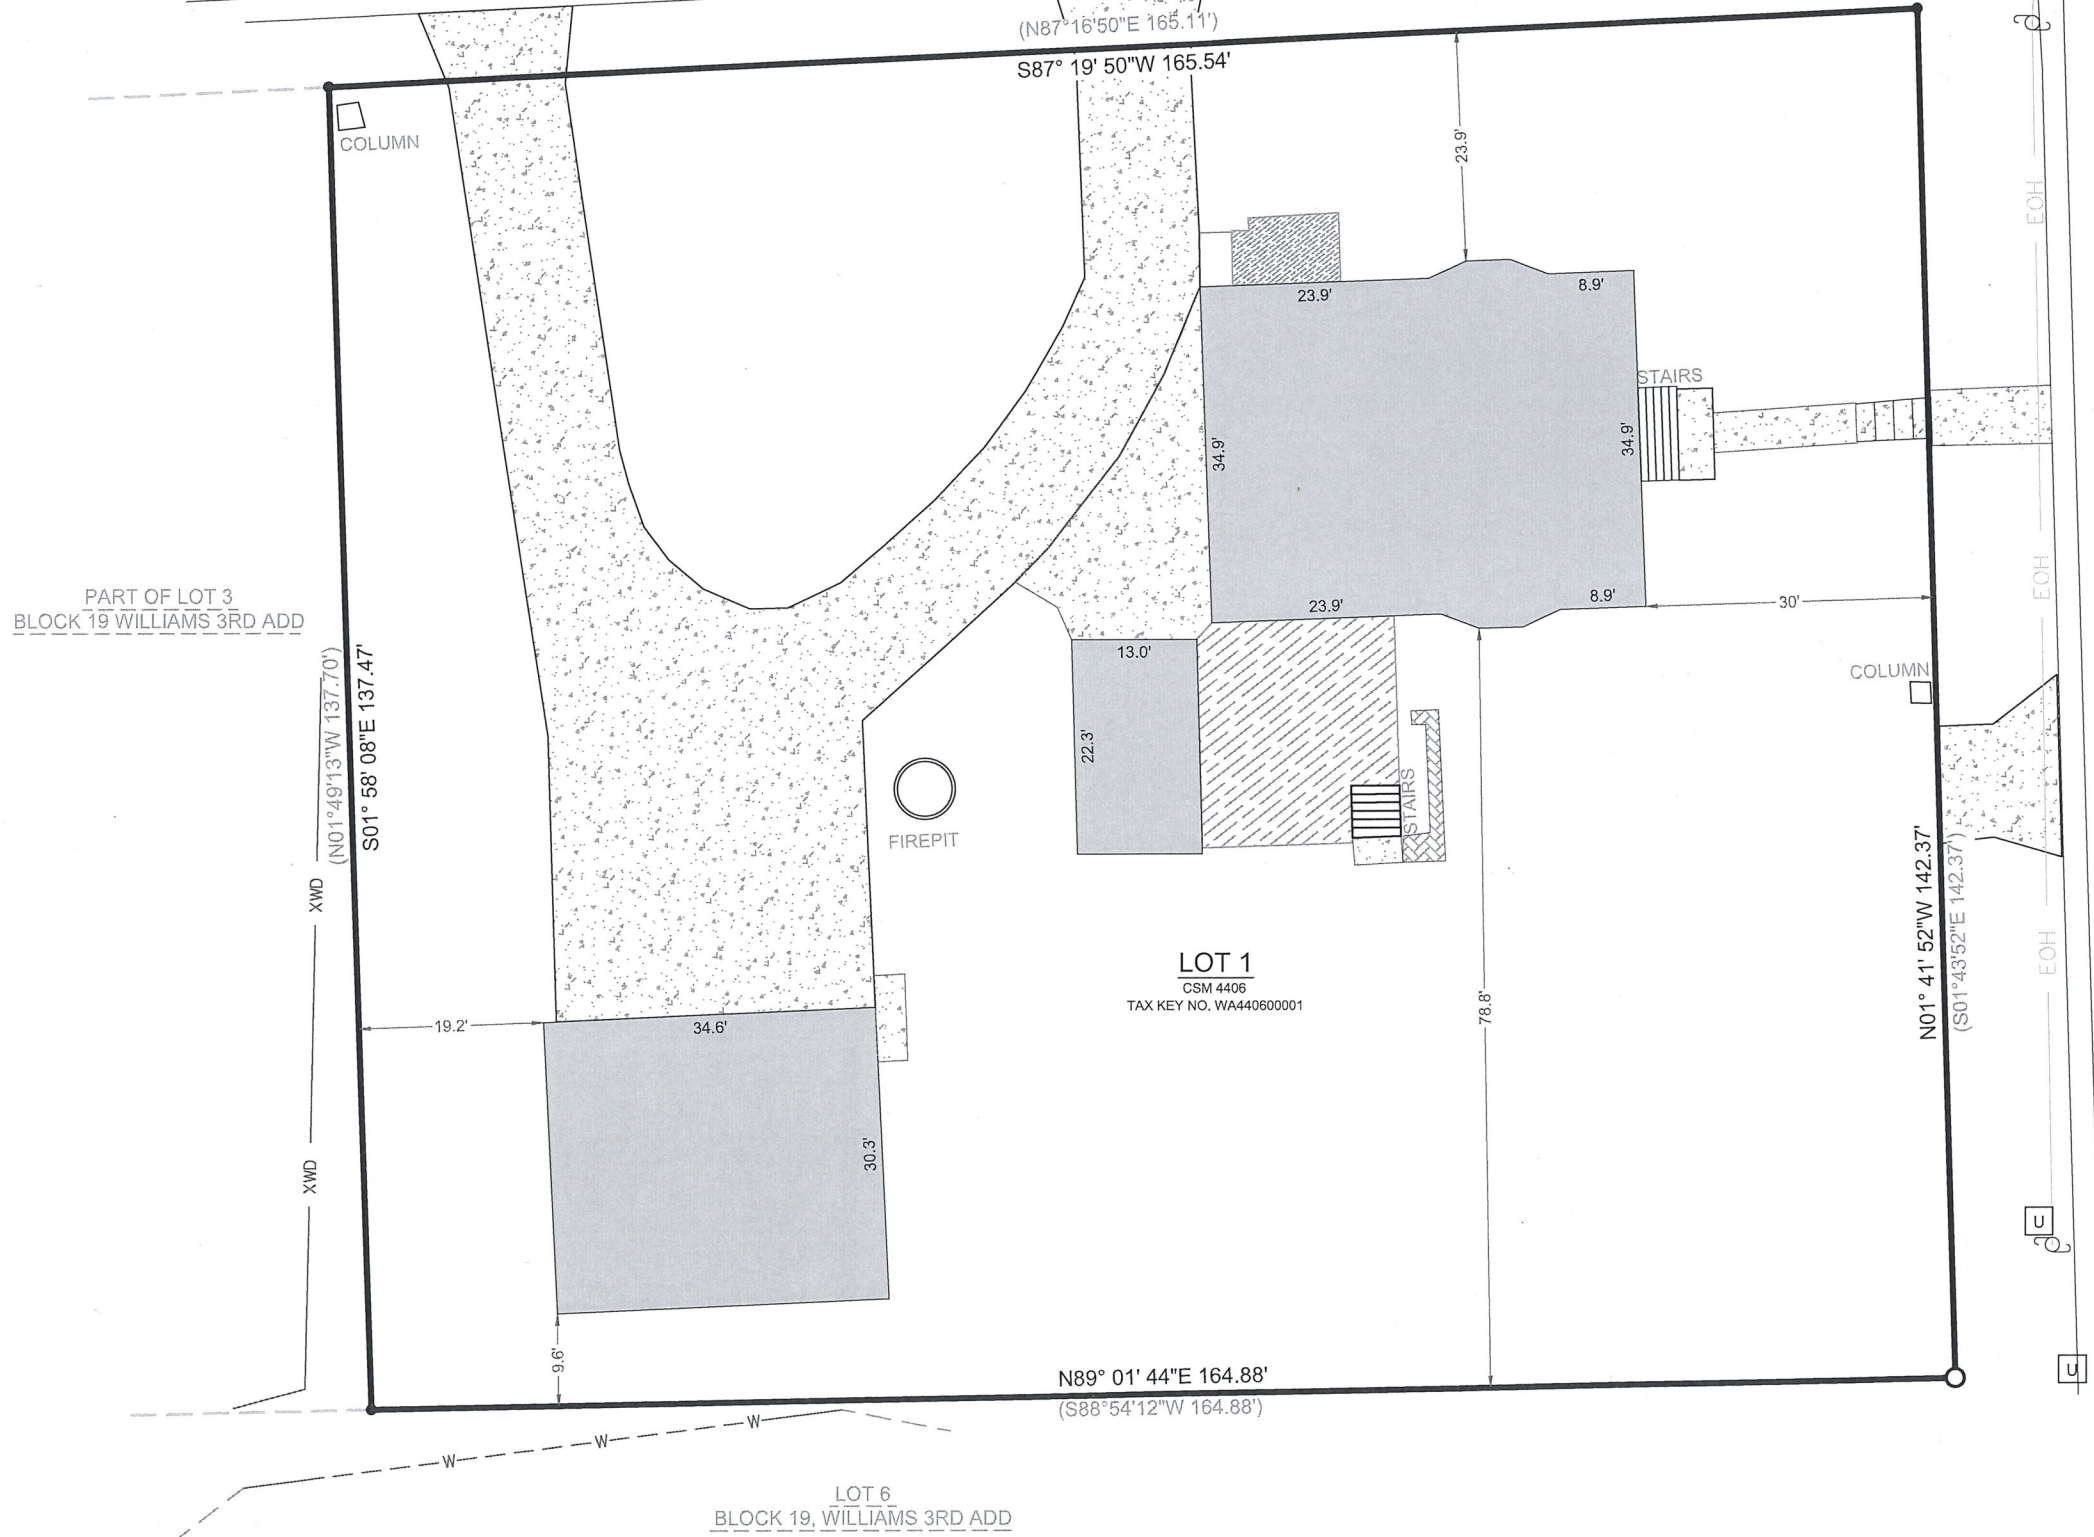 (N87°16'50"E 165.11')
S87° 19' 50"W 165.54'
COLUMN
23.9'
EOH
23.9'
8.9'
STAIRS
34.9'
34.9'
EOH
PART OF LOT 3
BLOCK 19 WILLIAMS 3RD ADD
23.9'
8.9'
30'
13.0'
COLUMN
(N01°49'13"W 137.70')
S01° 58' 08"E 137.47'
22.3'
STAIRS
FIREPIT
XWD
N01° 41' 52"W 142.37'
(S01°43'52"E 142.37')
EOH
LOT 1
CSM 4406
TAX KEY NO. WA440600001
78.8'
19.2'
34.6'
30.3'
XWD
U
9.6'
N89° 01' 44"E 164.88'
(S88°54'12"W 164.88')
U
W
W
W
LOT 6
BLOCK 19, WILLIAMS 3RD ADD